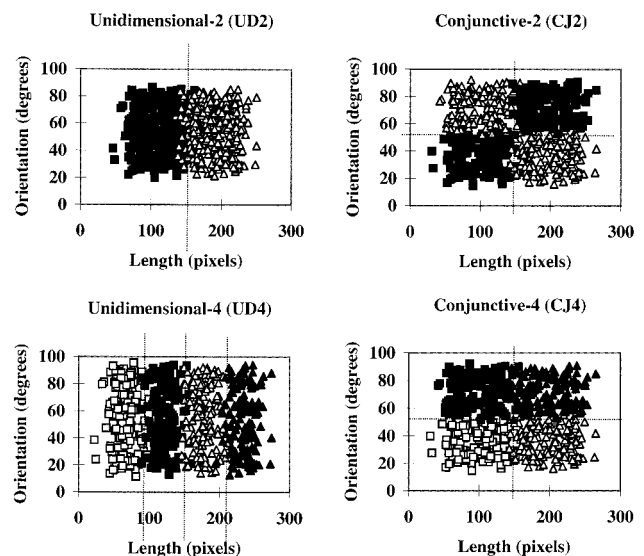 Unidimensional-2 (UD2)
Orientation (degrees)
100
80
60
40
20
0
0 100 200 300
Length (pixels)
Conjunctive-2 (CJ2)
Orientation (degrees)
100
80
60
40
20
0
0 100 200 300
Length (pixels)
Unidimensional-4 (UD4)
Orientation (degrees)
100
80
60
40
20
0
0 100 200 300
Length (pixels)
Conjunctive-4 (CJ4)
Orientation (degrees)
100
80
60
40
20
0
0 100 200 300
Length (pixels)